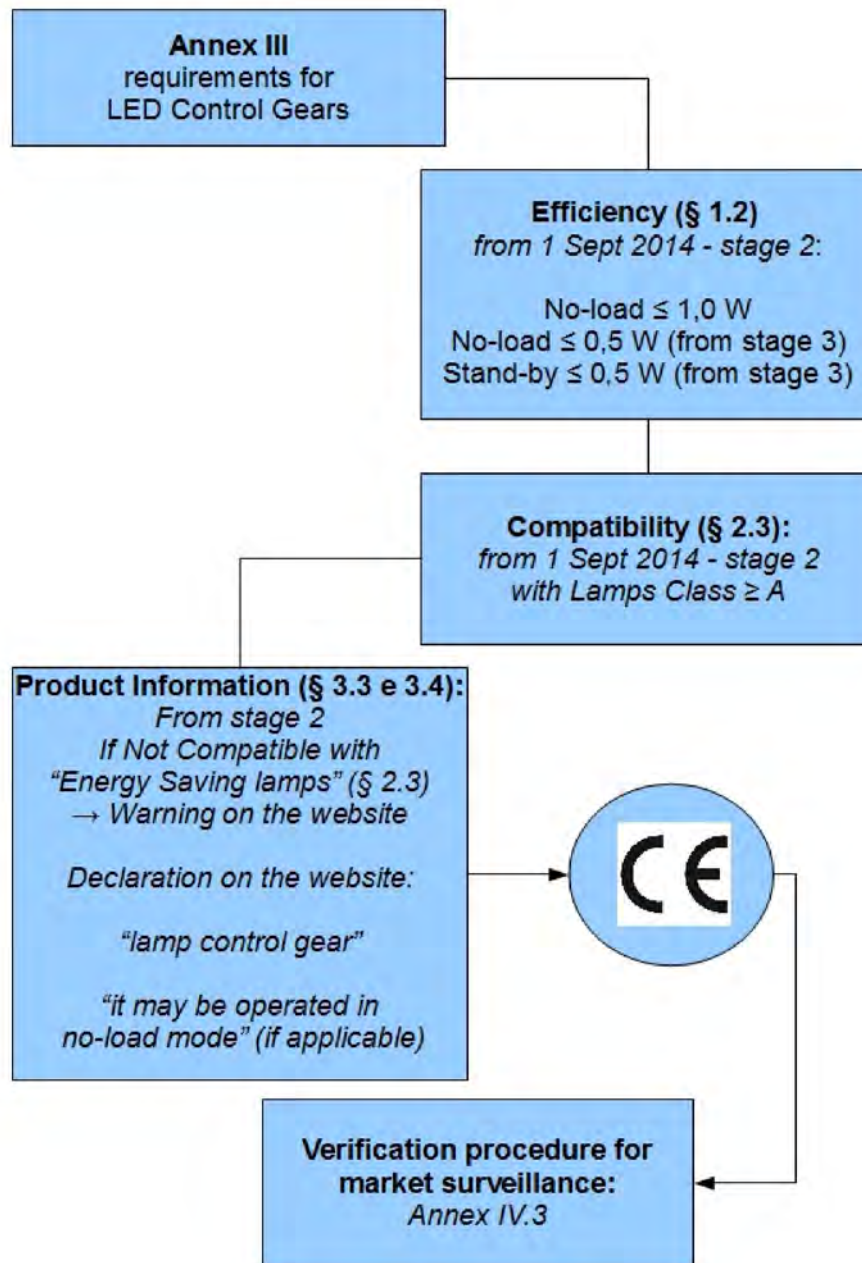 Annex III
requirements for
LED Control Gears
Efficiency (§ 1.2)
from 1 Sept 2014 - stage 2:
No-load ≤ 1,0 W
No-load ≤ 0,5 W (from stage 3)
Stand-by ≤ 0,5 W (from stage 3)
Compatibility (§ 2.3):
from 1 Sept 2014 - stage 2
with Lamps Class ≥ A
Product Information (§ 3.3 e 3.4):
From stage 2
If Not Compatible with
“Energy Saving lamps” (§ 2.3)
→ Warning on the website
Declaration on the website:
“lamp control gear”
“it may be operated in
no-load mode” (if applicable)
CE
Verification procedure for
market surveillance:
Annex IV.3